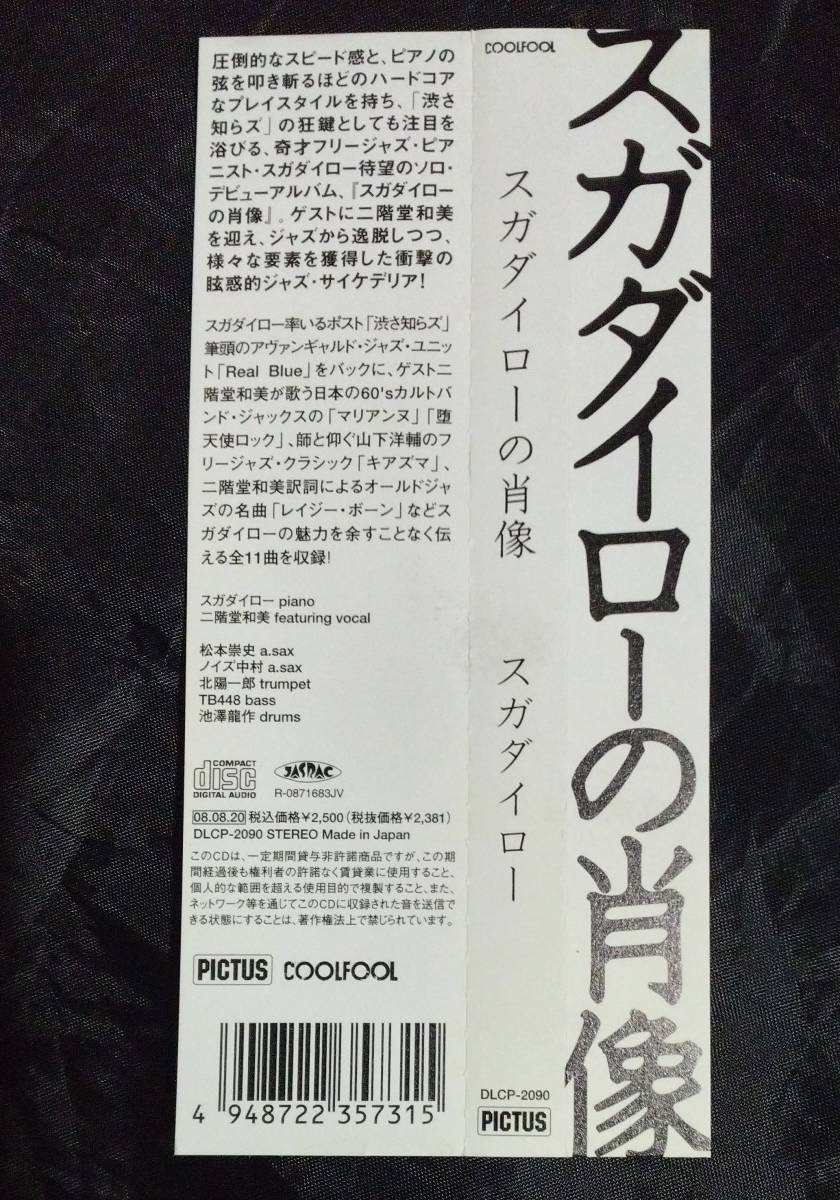 圧倒的なスピード感と、ピアノの
弦を叩き斬るほどのハードコア
なプレイスタイルを持ち、「渋さ
知らズ」の狂鍵としても注目を
浴びる、奇才フリージャズ・ピア
ニスト・スガダイロー待望のソロ・
デビューアルバム、『スガダイロー
の肖像』。ゲストに二階堂和美
を迎え、ジャズから逸脱しつつ、
様々な要素を獲得した衝撃の
眩惑的ジャズ・サイケデリア!
スガダイロー率いるポスト「渋さ知らズ」
筆頭のアヴァンギャルド・ジャズ・ユニッ
ト「Real Blue」をバックに、ゲスト二
階堂和美が歌う日本の60'sカルトバ
ンド・ジャックスの「マリアンヌ」「堕
天使ロック」、師と仰ぐ山下洋輔のフ
リージャズ・クラシック「キアズマ」、
二階堂和美訳詞によるオールドジャ
ズの名曲「レイジー・ボーン」などス
ガダイローの魅力を余すことなく伝
える全11曲を収録!
スガダイロー piano
二階堂和美 featuring vocal
松本崇史 a.sax
ノイズ中村 a.sax
北陽一郎 trumpet
TB448 bass
池澤龍作 drums
COMPACT
disc
DIGITAL AUDIO
JASRAC
R-0871683JV
08.08.20 税込価格¥2,500（税抜価格¥2,381）
DLCP-2090 STEREO Made in Japan
このCDは、一定期間貸与非許諾商品ですが、この期
間経過後も権利者の許諾なく賃貸業に使用すること、
個人的な範囲を超える使用目的で複製すること、また、
ネットワーク等を通じてこのCDに収録された音を送信で
きる状態にすることは、著作権法上で禁じられています。
PICTUS COOLFOOL
4 948722 357315
COOLFOOL
スガダイローの肖像 スガダイロー
DLCP-2090
PICTUS
スガダイローの肖像